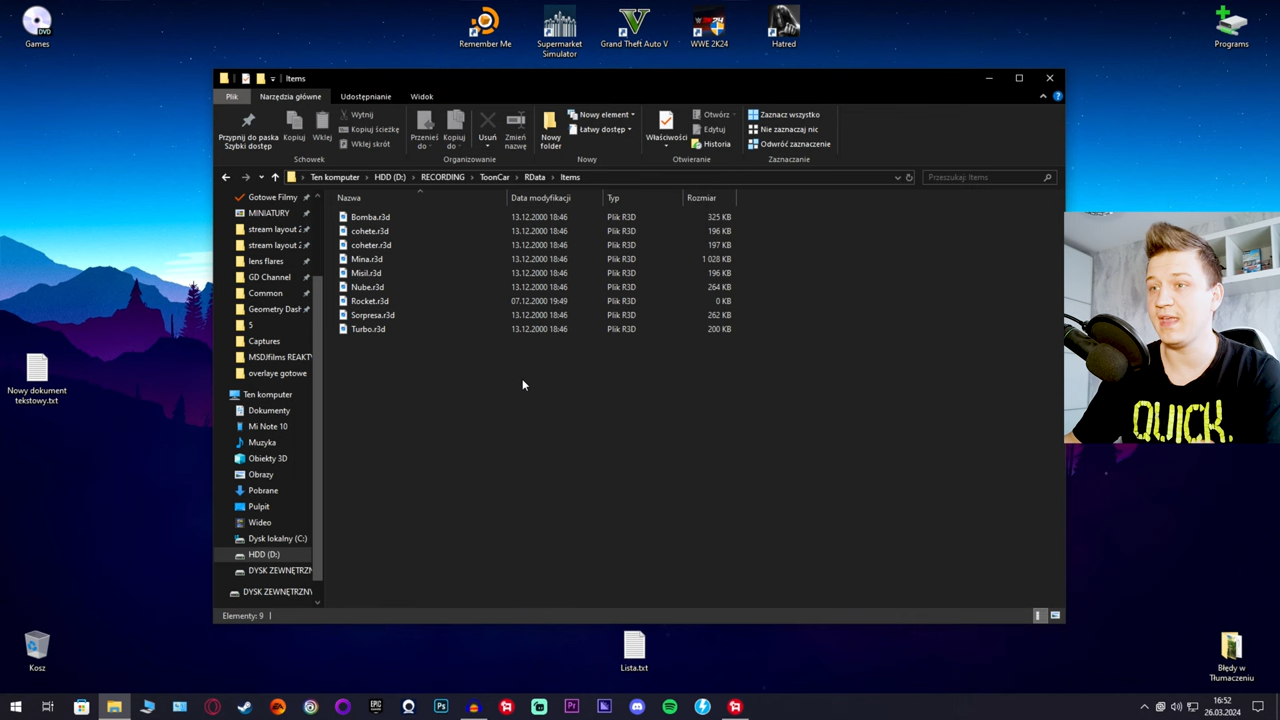 Games
Remember Me
Supermarket
Simulator
Grand Theft Auto V
WWE 2K24
Hatred
Programs
Items
Plik
Narzędzia główne
Udostępnianie
Widok
Przypnij do paska
Szybki dostęp
Kopiuj
Wklej
Wytnij
Kopiuj ścieżkę
Wklej skrót
Schowek
Przenieś
do
Kopiuj
do
Usuń
Zmień
nazwę
Organizowanie
Nowy
folder
Nowy element
Łatwy dostęp
Nowy
Właściwości
Otwórz
Edytuj
Historia
Otwieranie
Zaznacz wszystko
Nie zaznaczaj nic
Odwróć zaznaczenie
Zaznaczanie
Ten komputer > HDD (D:) > RECORDING > ToonCar > RData > Items
Przeszukaj: Items
Gotowe Filmy
MINIATURY
stream layout 2
stream layout 2
lens flares
GD Channel
Common
Geometry Dash
5
Captures
MSDJfilms REAKTY
overlaye gotowe
Ten komputer
Dokumenty
Mi Note 10
Muzyka
Obiekty 3D
Obrazy
Pobrane
Pulpit
Wideo
Dysk lokalny (C:)
HDD (D:)
DYSK ZEWNĘTRZN
DYSK ZEWNĘTRZNY
Nazwa Data modyfikacji Typ Rozmiar
Bomba.r3d 13.12.2000 18:46 Plik R3D 325 KB
cohete.r3d 13.12.2000 18:46 Plik R3D 196 KB
coheter.r3d 13.12.2000 18:46 Plik R3D 197 KB
Mina.r3d 13.12.2000 18:46 Plik R3D 1 028 KB
Misil.r3d 13.12.2000 18:46 Plik R3D 196 KB
Nube.r3d 13.12.2000 18:46 Plik R3D 264 KB
Rocket.r3d 07.12.2000 19:49 Plik R3D 0 KB
Sorpresa.r3d 13.12.2000 18:46 Plik R3D 262 KB
Turbo.r3d 13.12.2000 18:46 Plik R3D 200 KB
Elementy: 9
Nowy dokument
tekstowy.txt
QUICK.
Kosz
Lista.txt
Błędy w
Tłumaczeniu
16:52
26.03.2024